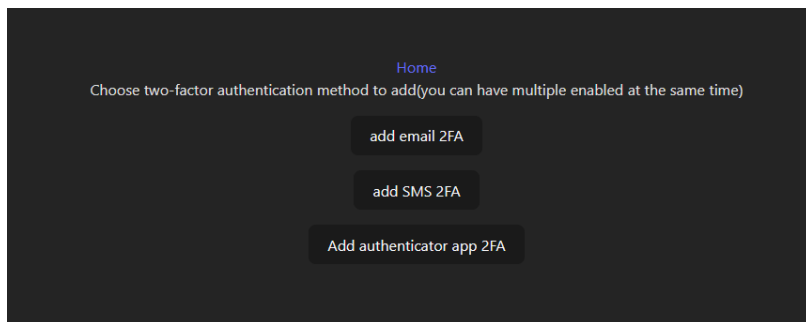 Home
Choose two-factor authentication method to add(you can have multiple enabled at the same time)
add email 2FA
add SMS 2FA
Add authenticator app 2FA